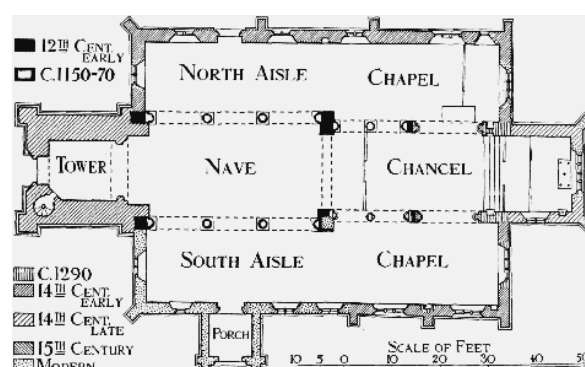 12TH CENT. EARLY
C.1150-70
NORTH AISLE
CHAPEL
TOWER
NAVE
CHANCEL
SOUTH AISLE
CHAPEL
C.1290
14TH CENT. EARLY
14TH CENT. LATE
15TH CENTURY
MODERN
PORCH
SCALE OF FEET
10 5 0 10 20 30 40 50